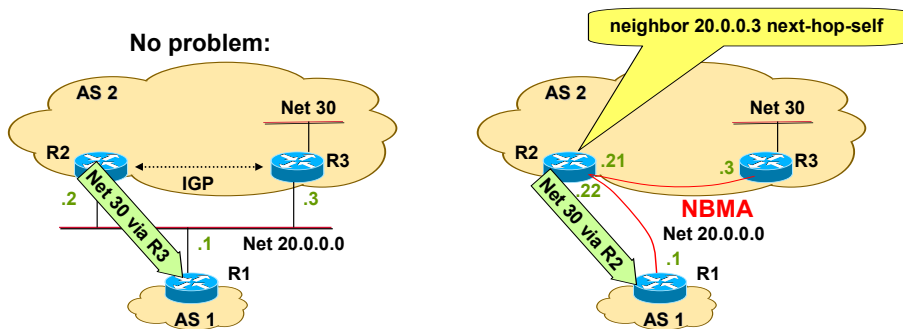 No problem:
AS 2
Net 30
R2
R3
IGP
.2
.3
Net 30 via R3
Net 20.0.0.0
.1
R1
AS 1
neighbor 20.0.0.3 next-hop-self
AS 2
Net 30
R2
.21
.3
R3
.22
NBMA
Net 20.0.0.0
Net 30 via R2
.1
R1
AS 1